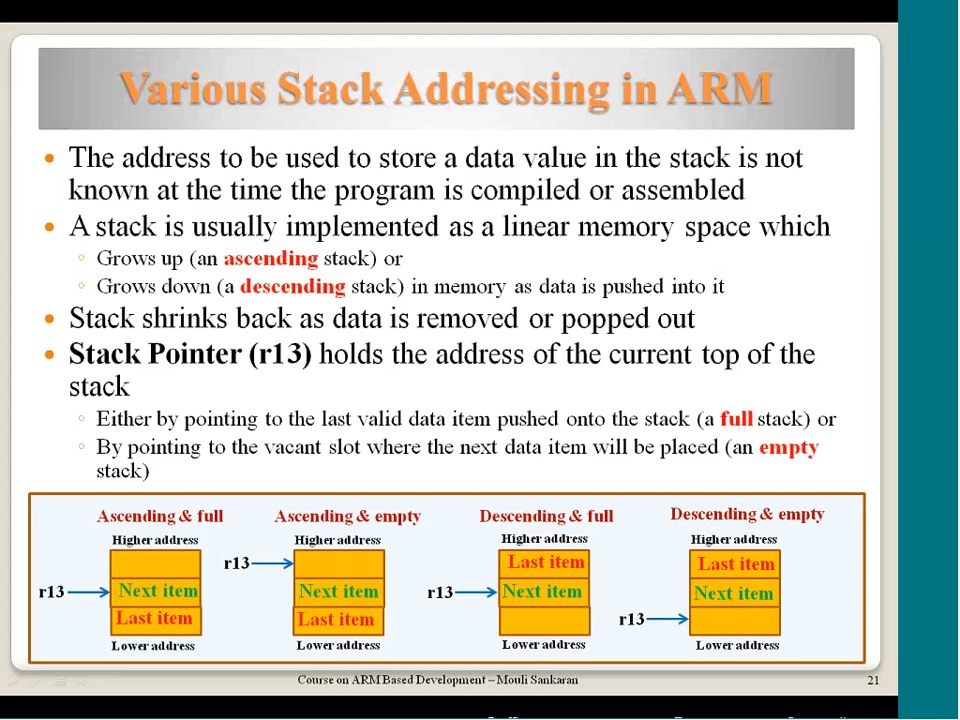 Various Stack Addressing in ARM
• The address to be used to store a data value in the stack is not
known at the time the program is compiled or assembled
• A stack is usually implemented as a linear memory space which
◦ Grows up (an ascending stack) or
◦ Grows down (a descending stack) in memory as data is pushed into it
• Stack shrinks back as data is removed or popped out
• Stack Pointer (r13) holds the address of the current top of the
stack
◦ Either by pointing to the last valid data item pushed onto the stack (a full stack) or
◦ By pointing to the vacant slot where the next data item will be placed (an empty
stack)
Ascending & full
Higher address
r13
Next item
Last item
Lower address
Ascending & empty
Higher address
r13
Next item
Last item
Lower address
Descending & full
Higher address
Last item
r13
Next item
Lower address
Descending & empty
Higher address
Last item
Next item
r13
Lower address
Course on ARM Based Development – Mouli Sankaran
21